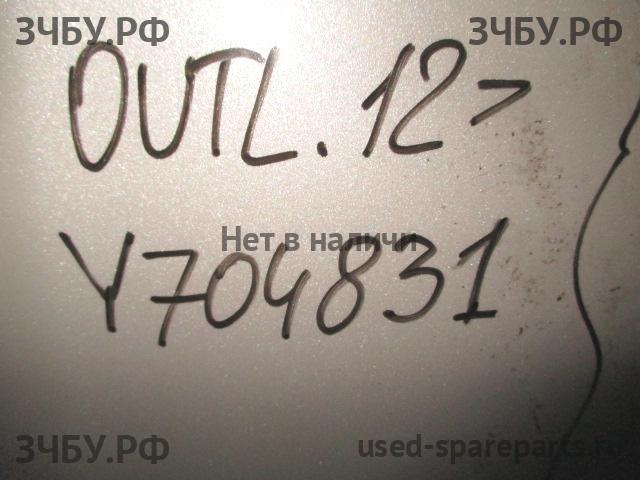 ЗЧБУ.РФ ЗЧБУ.РФ
OUTL. 12>
Нет в наличи
Y704831
ЗЧБУ.РФ used-spareparts.ru